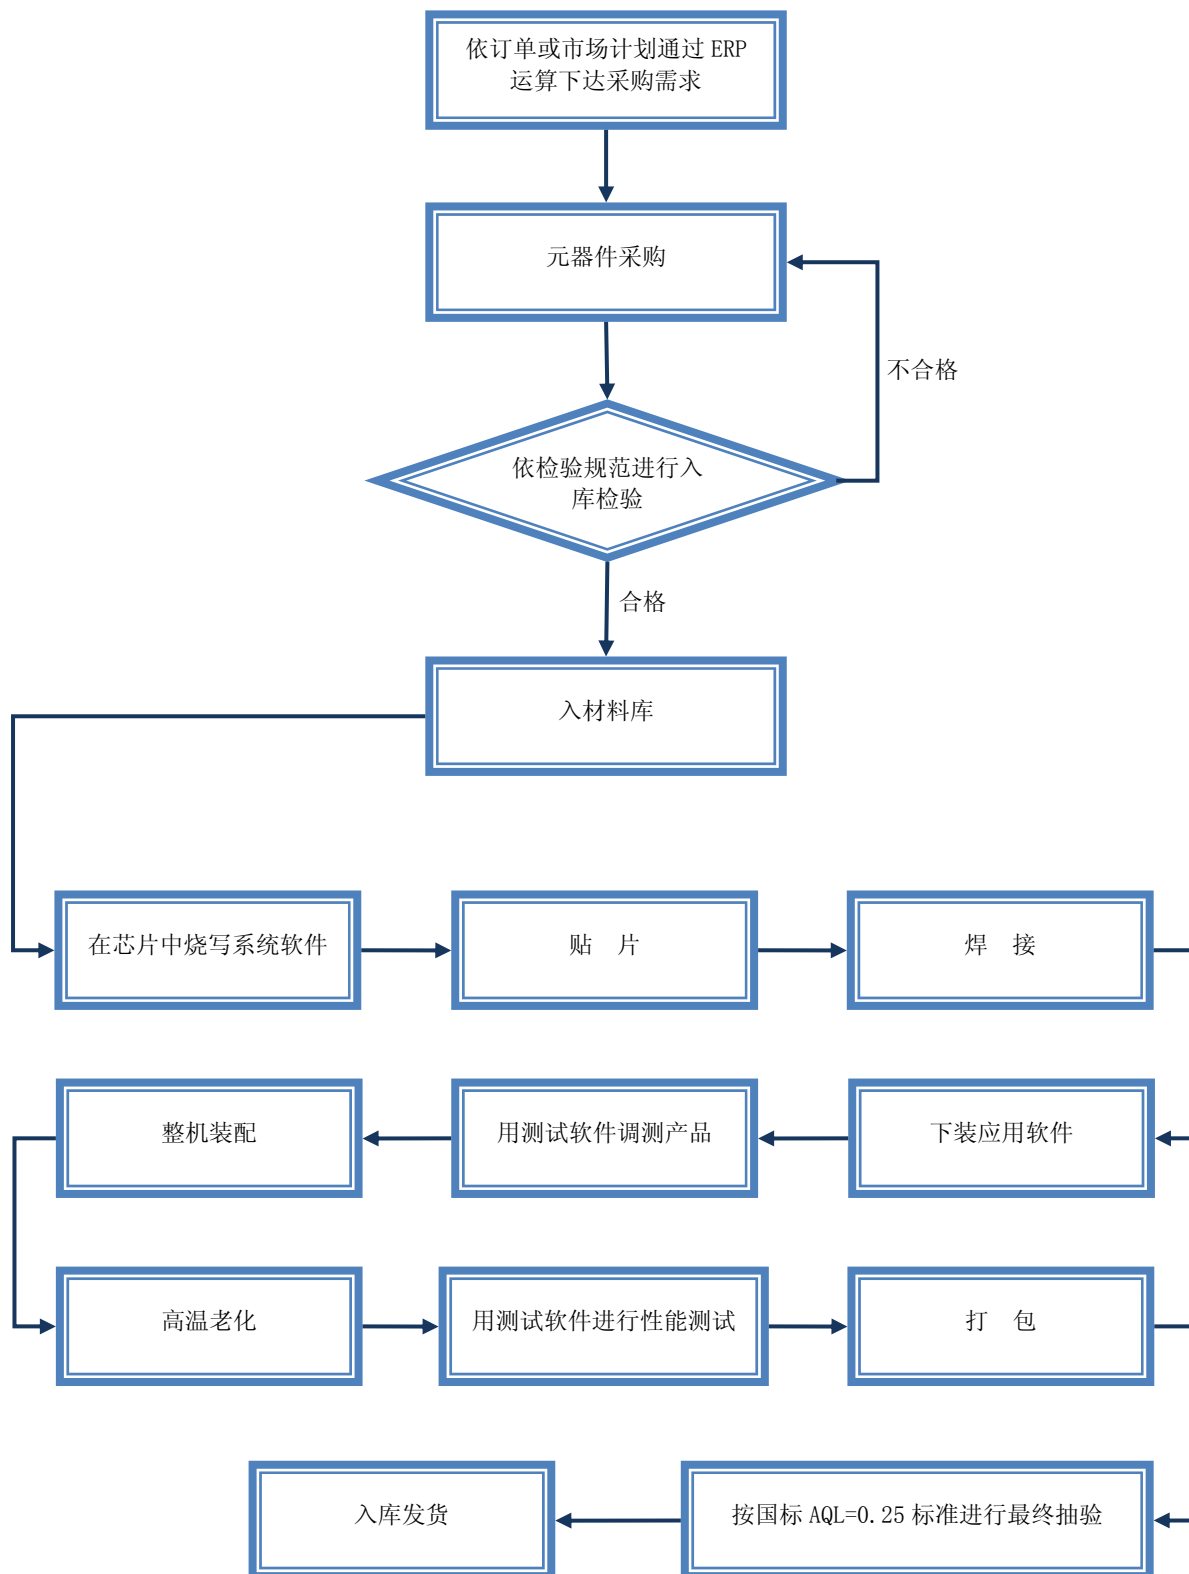 依订单或市场计划通过 ERP
运算下达采购需求
元器件采购
不合格
依检验规范进行入
库检验
合格
入材料库
在芯片中烧写系统软件
贴 片
焊 接
整机装配
用测试软件调测产品
下装应用软件
高温老化
用测试软件进行性能测试
打 包
入库发货
按国标 AQL=0.25 标准进行最终抽验